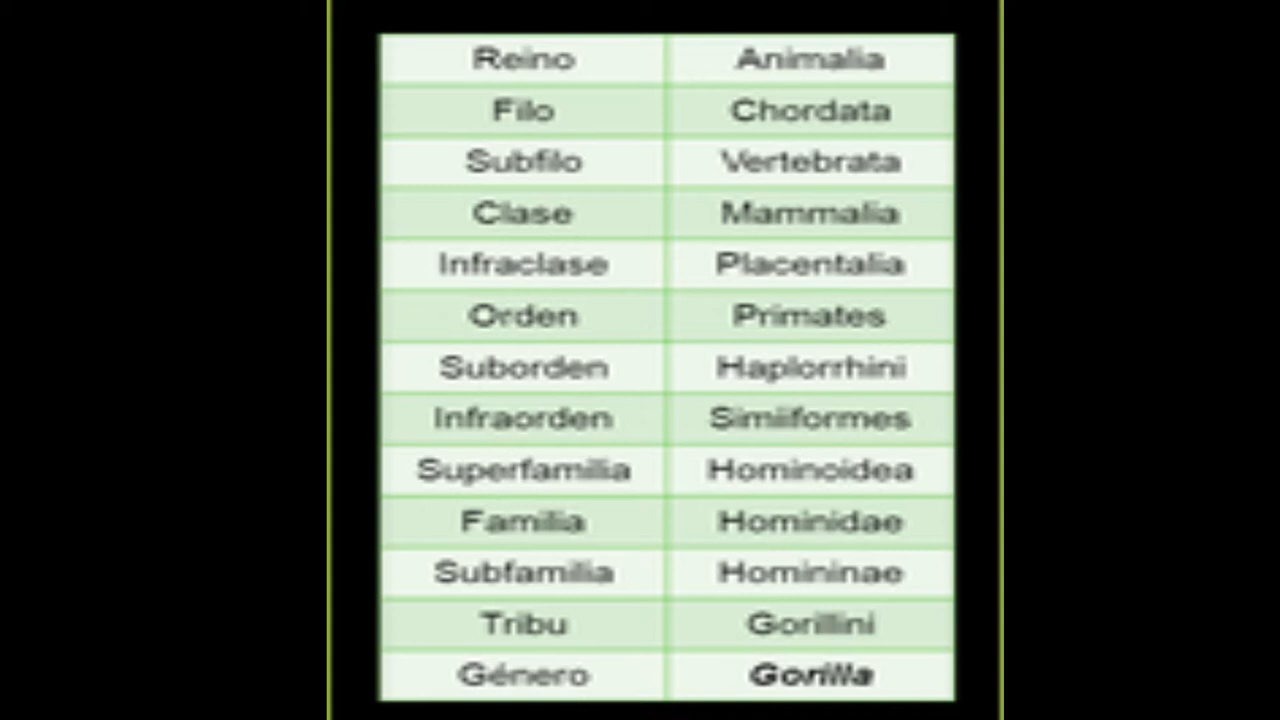 Reino Animalia
Filo Chordata
Subfilo Vertebrata
Clase Mammalia
Infraclase Placentalia
Orden Primates
Suborden Haplorrhini
Infraorden Simiiformes
Superfamilia Hominoidea
Familia Hominidae
Subfamilia Homininae
Tribu Gorillini
Género Gorilla